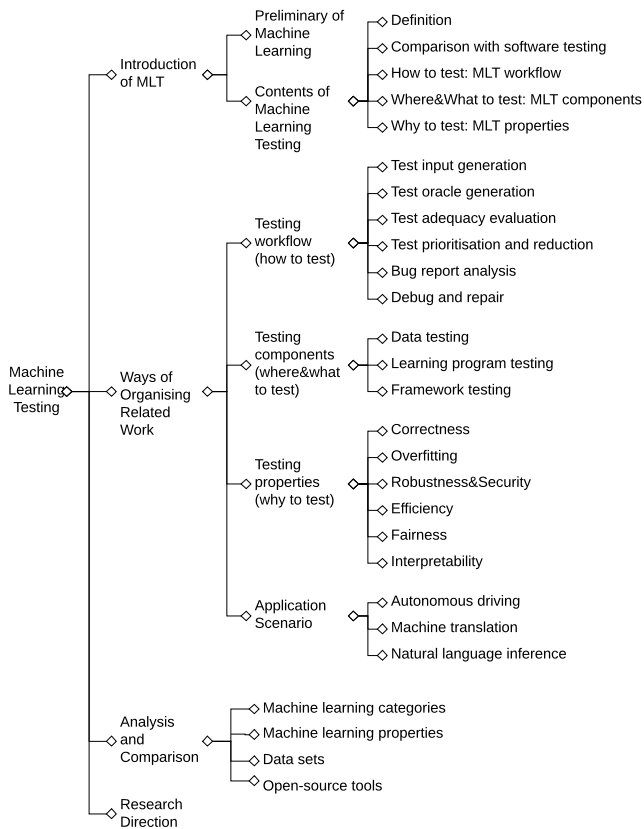 Machine
Learning
Testing
Introduction
of MLT
Preliminary of
Machine
Learning
Contents of
Machine
Learning
Testing
Definition
Comparison with software testing
How to test: MLT workflow
Where&What to test: MLT components
Why to test: MLT properties
Ways of
Organising
Related
Work
Testing
workflow
(how to test)
Test input generation
Test oracle generation
Test adequacy evaluation
Test prioritisation and reduction
Bug report analysis
Debug and repair
Testing
components
(where&what
to test)
Data testing
Learning program testing
Framework testing
Testing
properties
(why to test)
Correctness
Overfitting
Robustness&Security
Efficiency
Fairness
Interpretability
Application
Scenario
Autonomous driving
Machine translation
Natural language inference
Analysis
and
Comparison
Machine learning categories
Machine learning properties
Data sets
Open-source tools
Research
Direction